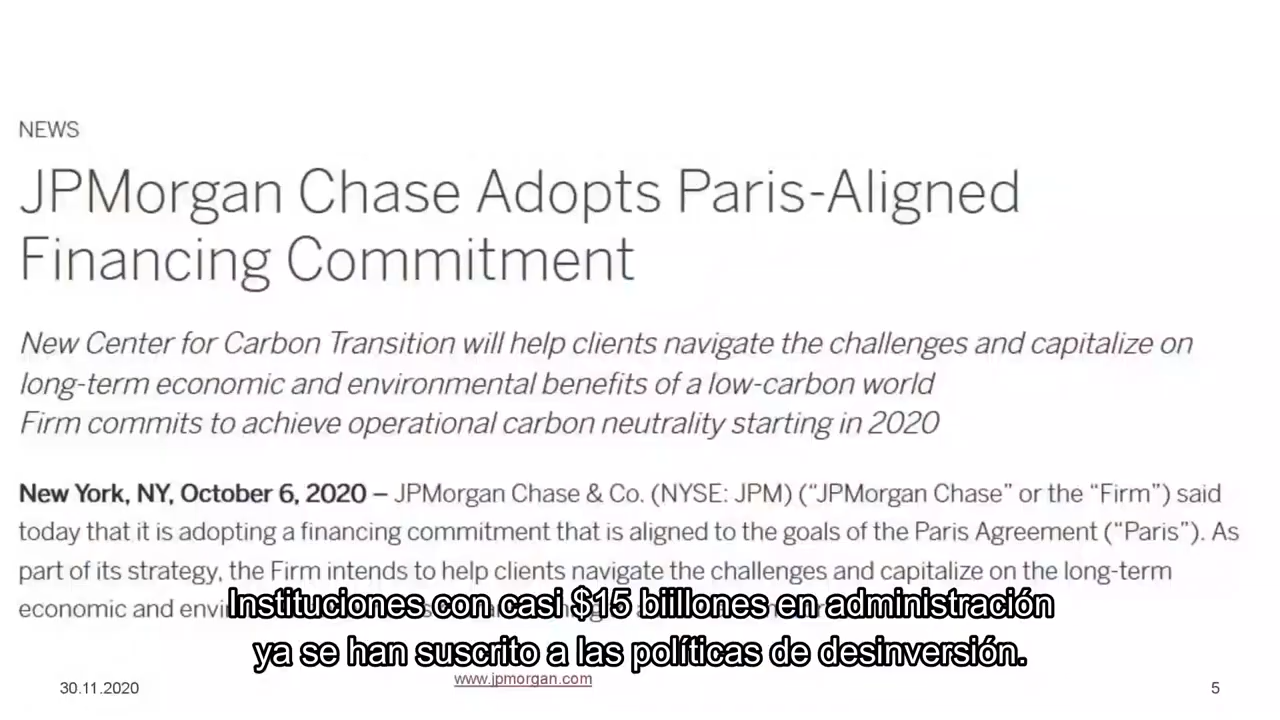 NEWS
JPMorgan Chase Adopts Paris-Aligned
Financing Commitment
New Center for Carbon Transition will help clients navigate the challenges and capitalize on
long-term economic and environmental benefits of a low-carbon world
Firm commits to achieve operational carbon neutrality starting in 2020
New York, NY, October 6, 2020 – JPMorgan Chase & Co. (NYSE: JPM) (“JPMorgan Chase” or the “Firm”) said
today that it is adopting a financing commitment that is aligned to the goals of the Paris Agreement (“Paris”). As
part of its strategy, the Firm intends to help clients navigate the challenges and capitalize on the long-term
economic and
Instituciones con casi $15 biillones en administración
ya se han suscrito a las políticas de desinversión.
www.jpmorgan.com
30.11.2020
5